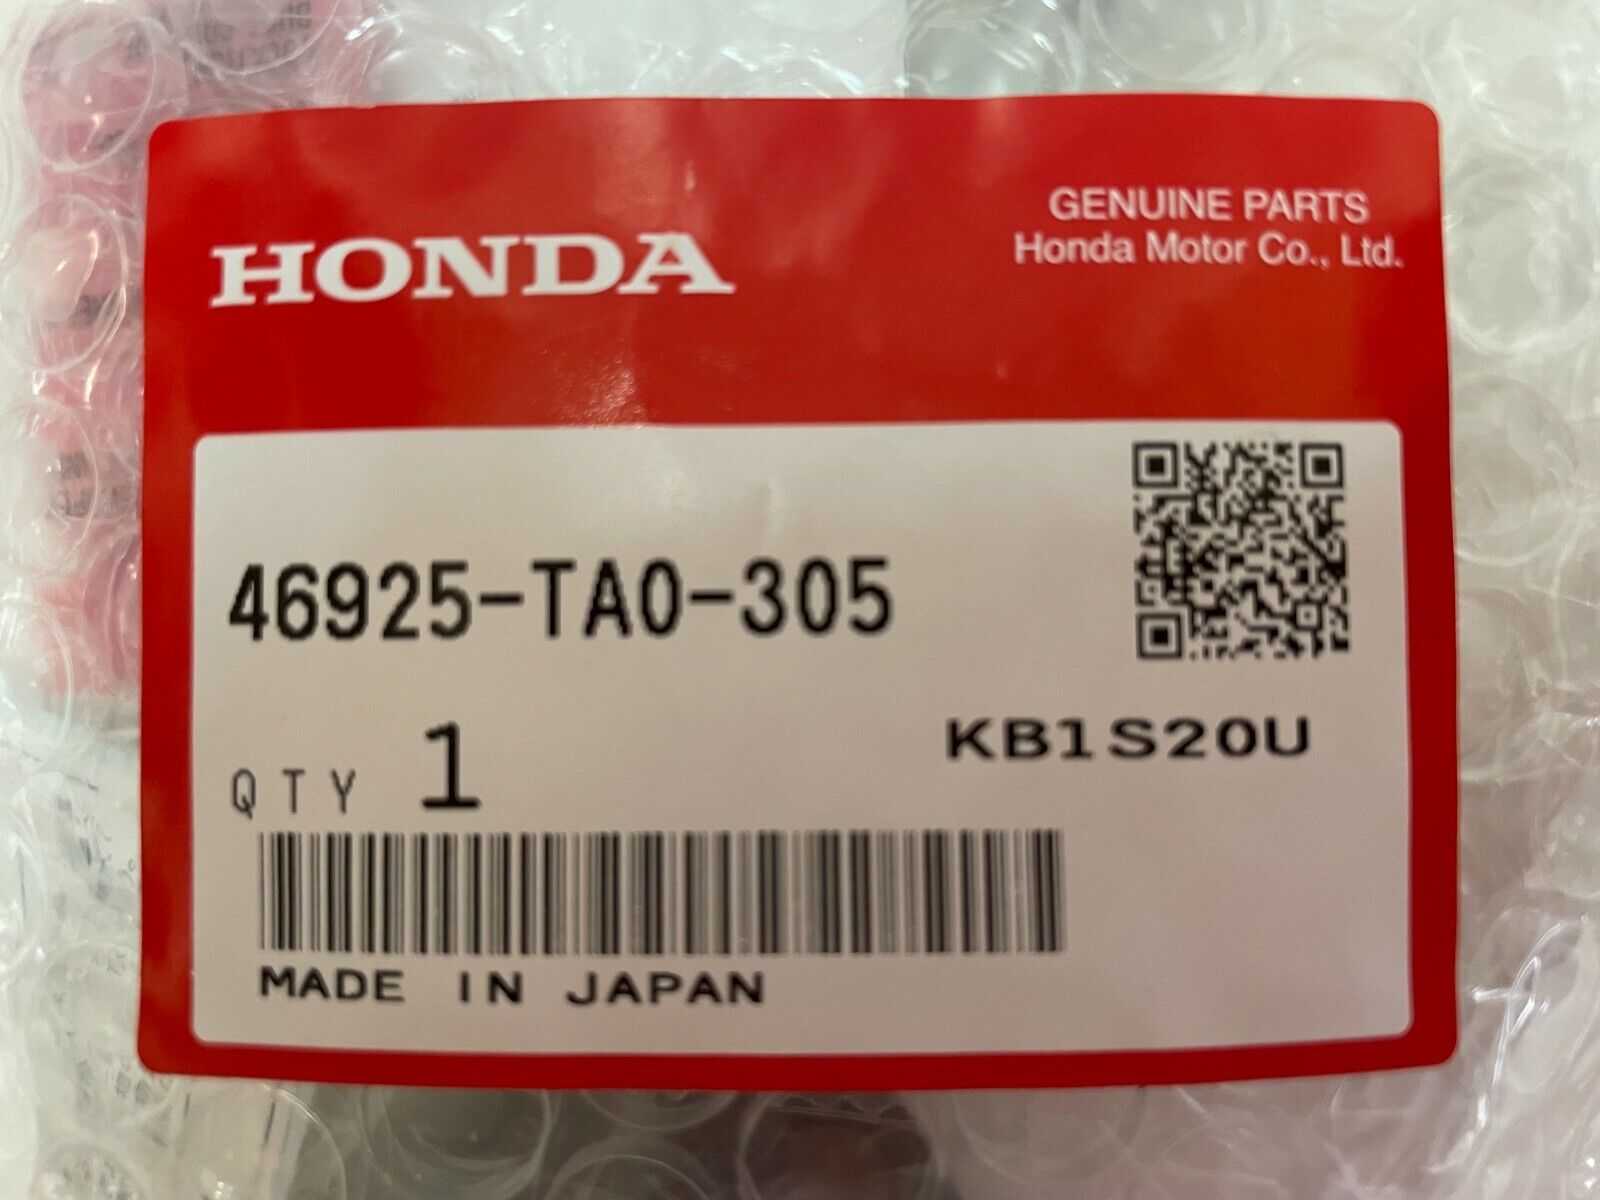 HONDA
GENUINE PARTS
Honda Motor Co., Ltd.
46925-TA0-305
QTY 1
KB1S20U
MADE IN JAPAN